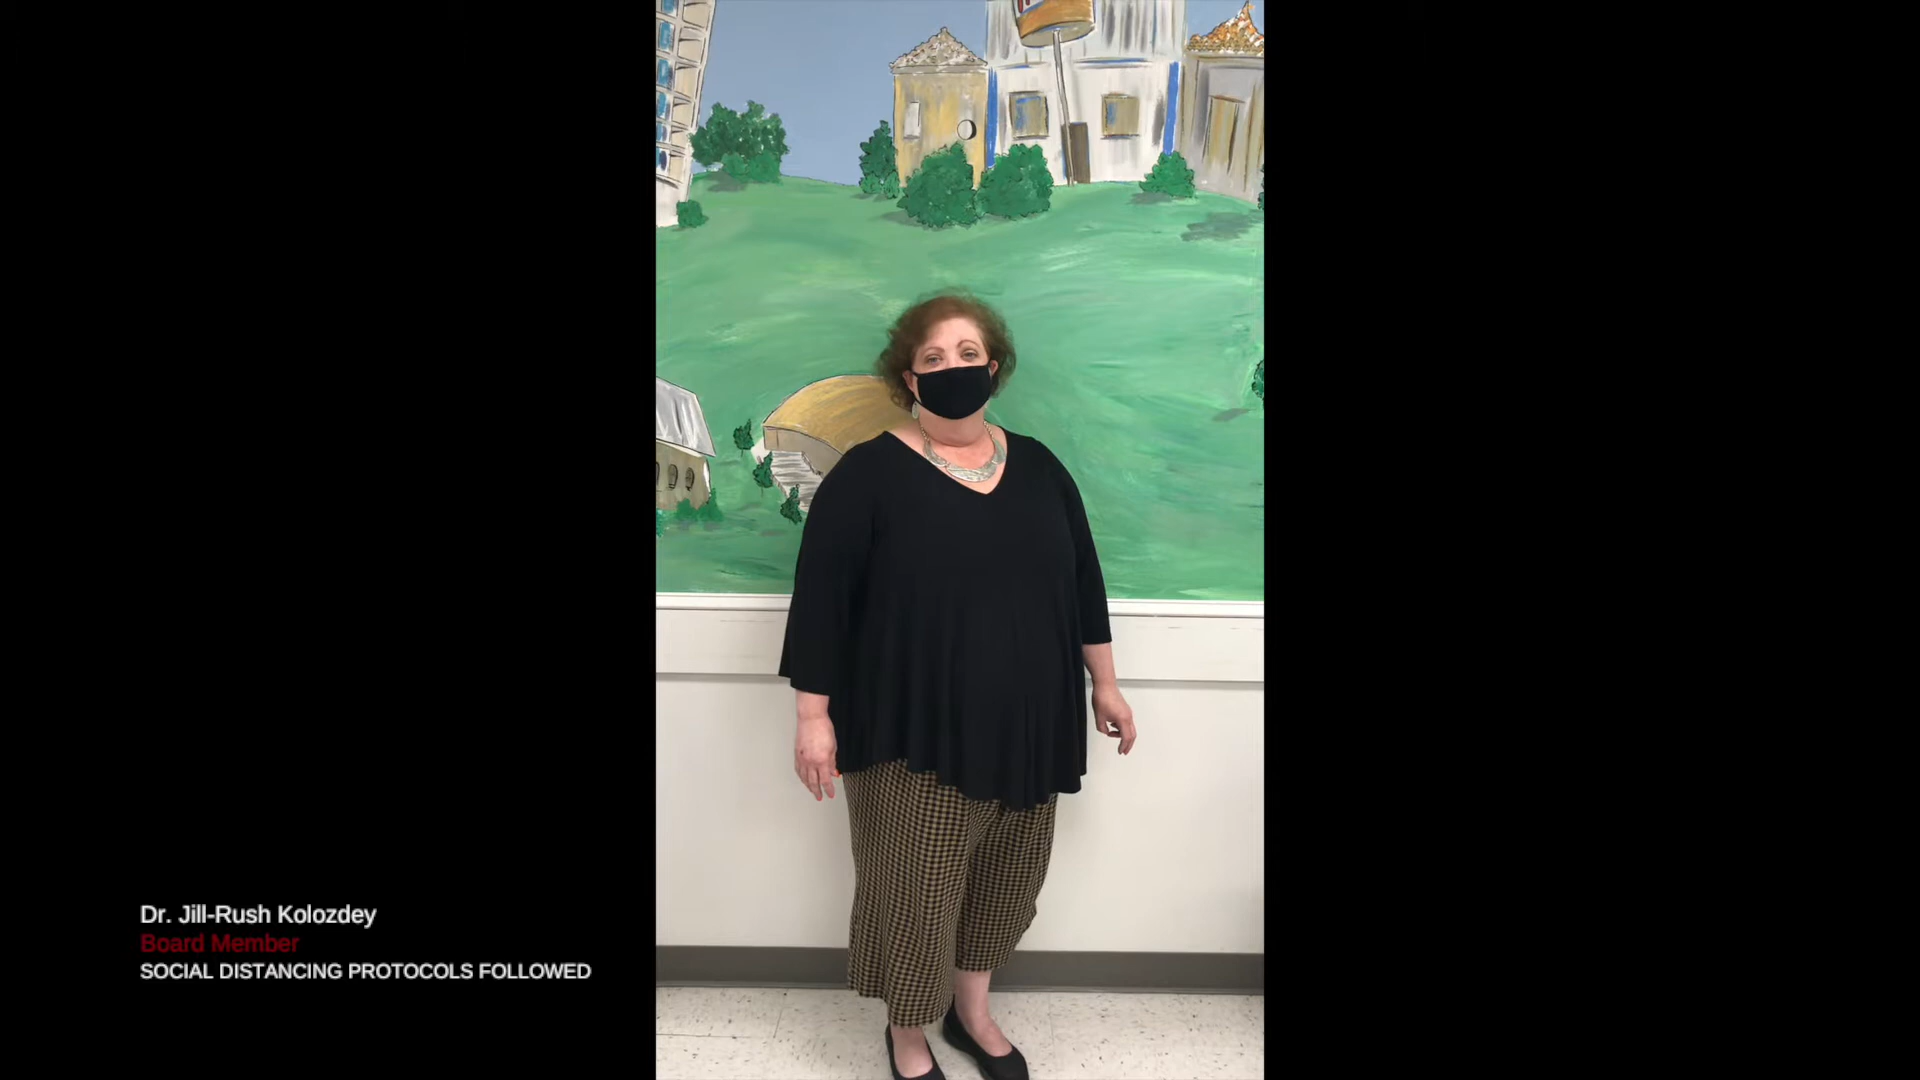 Dr. Jill-Rush Kolozdey
Board Member
SOCIAL DISTANCING PROTOCOLS FOLLOWED